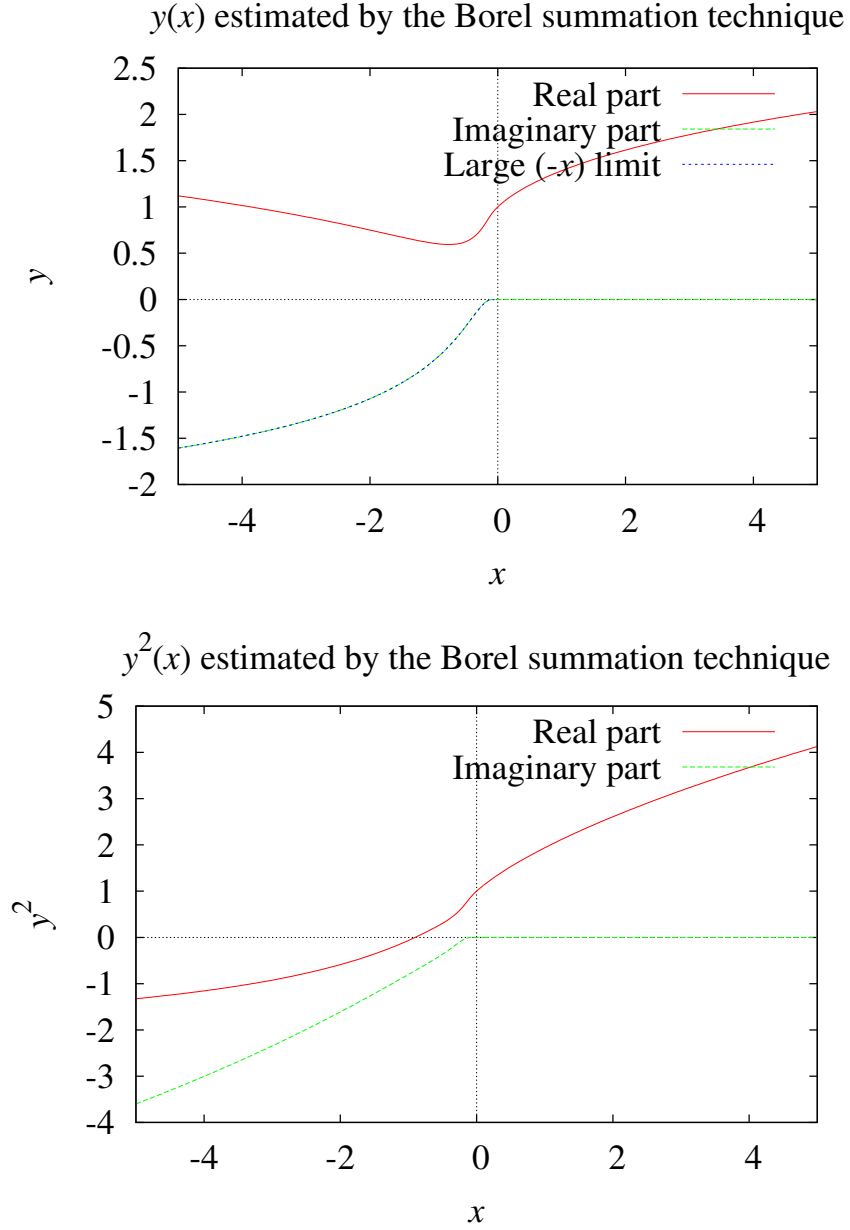 y(x) estimated by the Borel summation technique
2.5
2
1.5
1
0.5
0
-0.5
-1
-1.5
-2
Real part
Imaginary part
Large (-x) limit
y
-4 -2 0 2 4
x
y²(x) estimated by the Borel summation technique
5
4
3
2
1
0
-1
-2
-3
-4
Real part
Imaginary part
y²
-4 -2 0 2 4
x